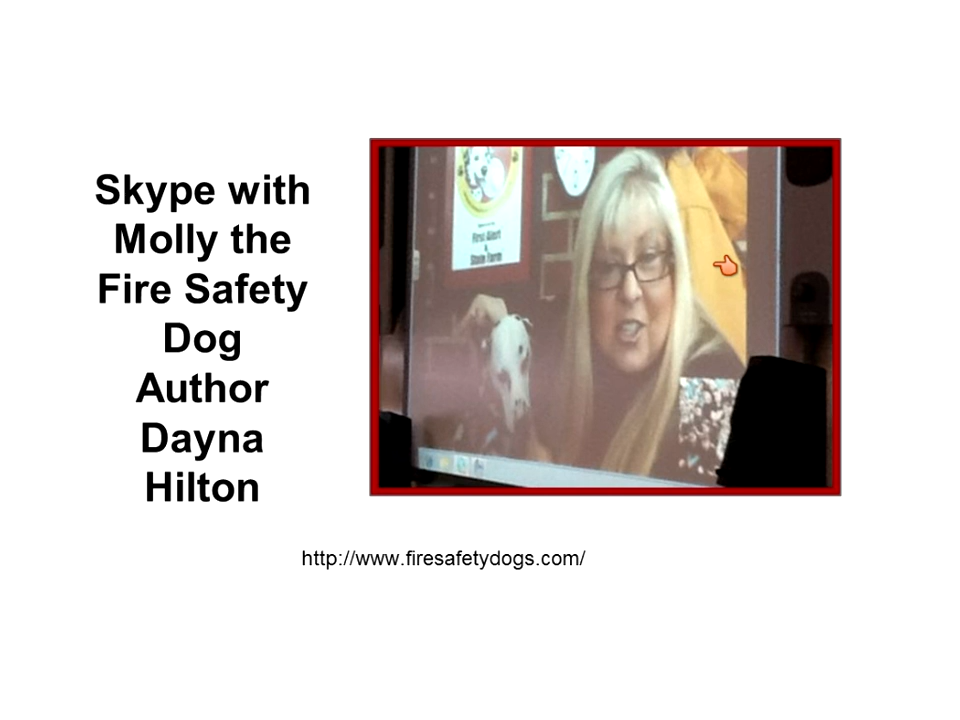 Skype with
Molly the
Fire Safety
Dog
Author
Dayna
Hilton
First Alert
&
State Farm
http://www.firesafetydogs.com/